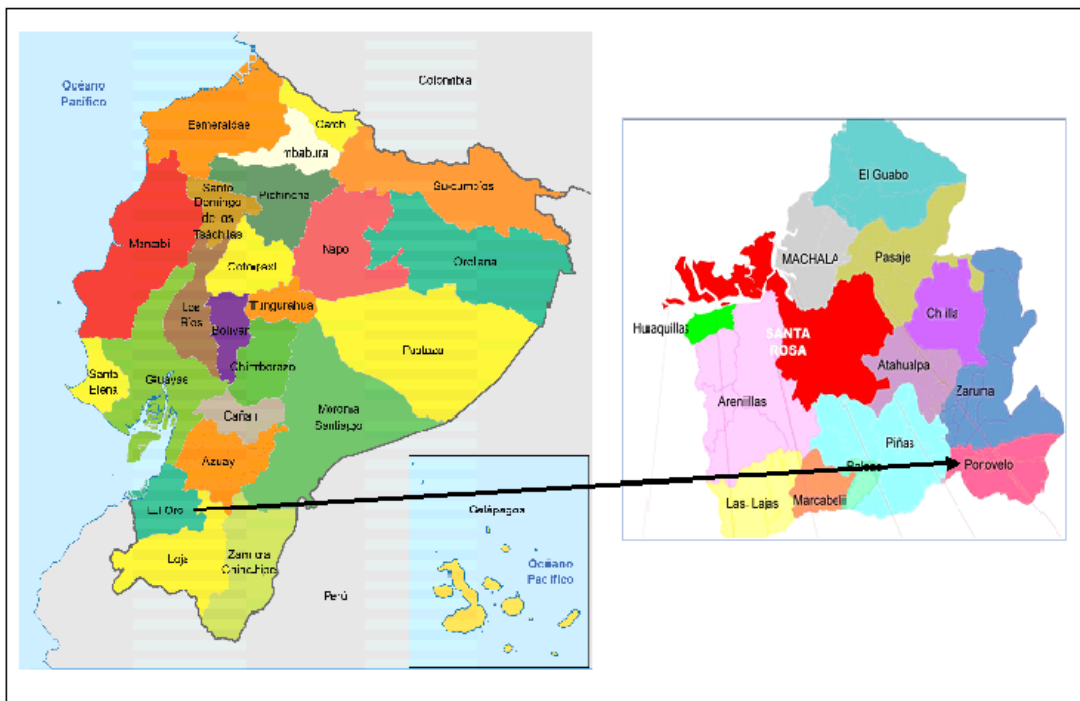 Océano
Pacífico
Colombia
Esmeraldas
Carchi
Imbabura
Sucumbíos
Santo
Domingo
de los
Tsáchilas
Pichincha
Manabí
Napo
Orellana
Cotopaxi
Tungurahua
Los
Ríos
Bolívar
Pastaza
Santa
Elena
Guayas
Chimborazo
Cañar
Morona
Santiago
Azuay
El Oro
Loja
Zamora
Chinchipe
Perú
Galápagos
Océano
Pacífico
El Guabo
MACHALA
Pasaje
Huaquillas
SANTA
ROSA
Chilla
Atahualpa
Zaruma
Arenillas
Piñas
Balsas
Portovelo
Las Lajas
Marcabelí